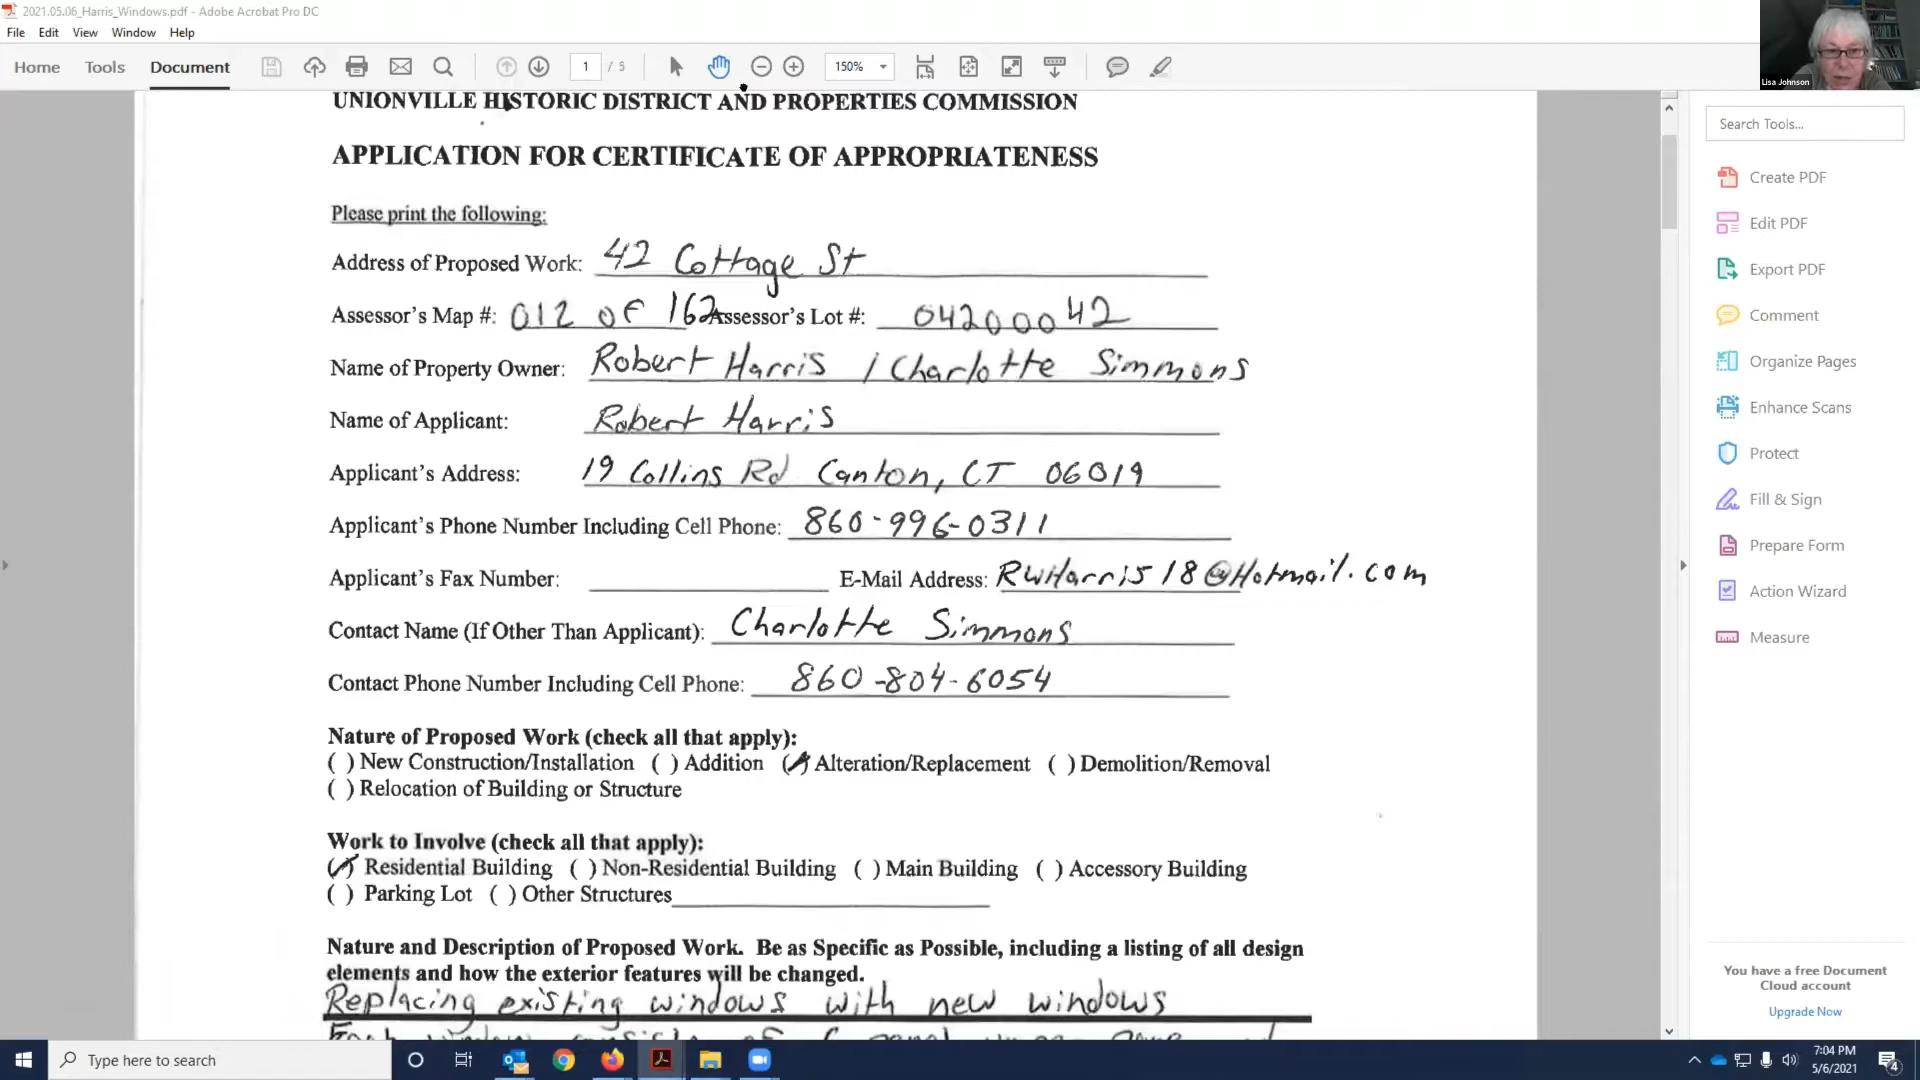 2021.05.06_Harris_Windows.pdf - Adobe Acrobat Pro DC
File Edit View Window Help
Home Tools Document 1 / 5 150%
Lisa Johnson
UNIONVILLE HISTORIC DISTRICT AND PROPERTIES COMMISSION
APPLICATION FOR CERTIFICATE OF APPROPRIATENESS
Please print the following:
Address of Proposed Work: 42 Cottage St
Assessor's Map #: 012 of 162 Assessor's Lot #: 04200042
Name of Property Owner: Robert Harris / Charlotte Simmons
Name of Applicant: Robert Harris
Applicant's Address: 19 Collins Rd Canton, CT 06019
Applicant's Phone Number Including Cell Phone: 860-996-0311
Applicant's Fax Number: E-Mail Address: RWHarris18@Hotmail.com
Contact Name (If Other Than Applicant): Charlotte Simmons
Contact Phone Number Including Cell Phone: 860-804-6054
Nature of Proposed Work (check all that apply):
( ) New Construction/Installation ( ) Addition (✓) Alteration/Replacement ( ) Demolition/Removal
( ) Relocation of Building or Structure
Work to Involve (check all that apply):
(✓) Residential Building ( ) Non-Residential Building ( ) Main Building ( ) Accessory Building
( ) Parking Lot ( ) Other Structures
Nature and Description of Proposed Work. Be as Specific as Possible, including a listing of all design
elements and how the exterior features will be changed.
Replacing existing windows with new windows
Search Tools...
Create PDF
Edit PDF
Export PDF
Comment
Organize Pages
Enhance Scans
Protect
Fill & Sign
Prepare Form
Action Wizard
Measure
You have a free Document
Cloud account
Upgrade Now
Type here to search
7:04 PM
5/6/2021
4